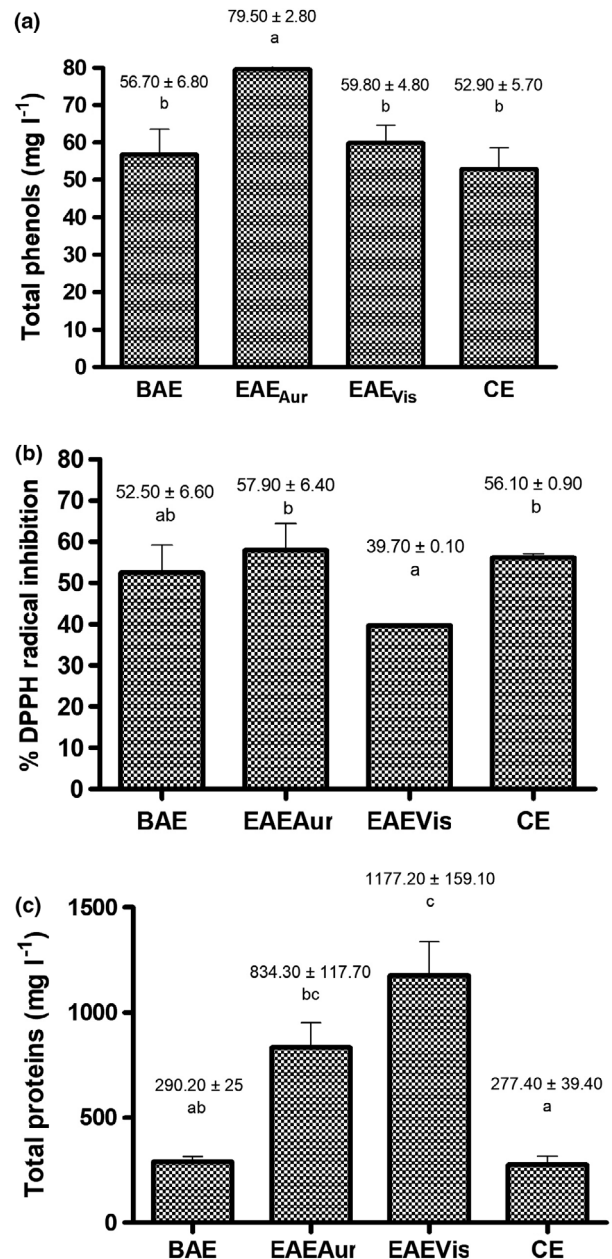 (a)
79.50 ± 2.80
a
56.70 ± 6.80
b
59.80 ± 4.80
b
52.90 ± 5.70
b
Total phenols (mg l⁻¹)
80
70
60
50
40
30
20
10
0
BAE EAE_Aur EAE_Vis CE
(b)
% DPPH radical inhibition
80
70
60
50
40
30
20
10
0
52.50 ± 6.60
ab
57.90 ± 6.40
b
39.70 ± 0.10
a
56.10 ± 0.90
b
BAE EAEAur EAEVis CE
(c)
Total proteins (mg l⁻¹)
1500
1000
500
0
290.20 ± 25
ab
834.30 ± 117.70
bc
1177.20 ± 159.10
c
277.40 ± 39.40
a
BAE EAEAur EAEVis CE